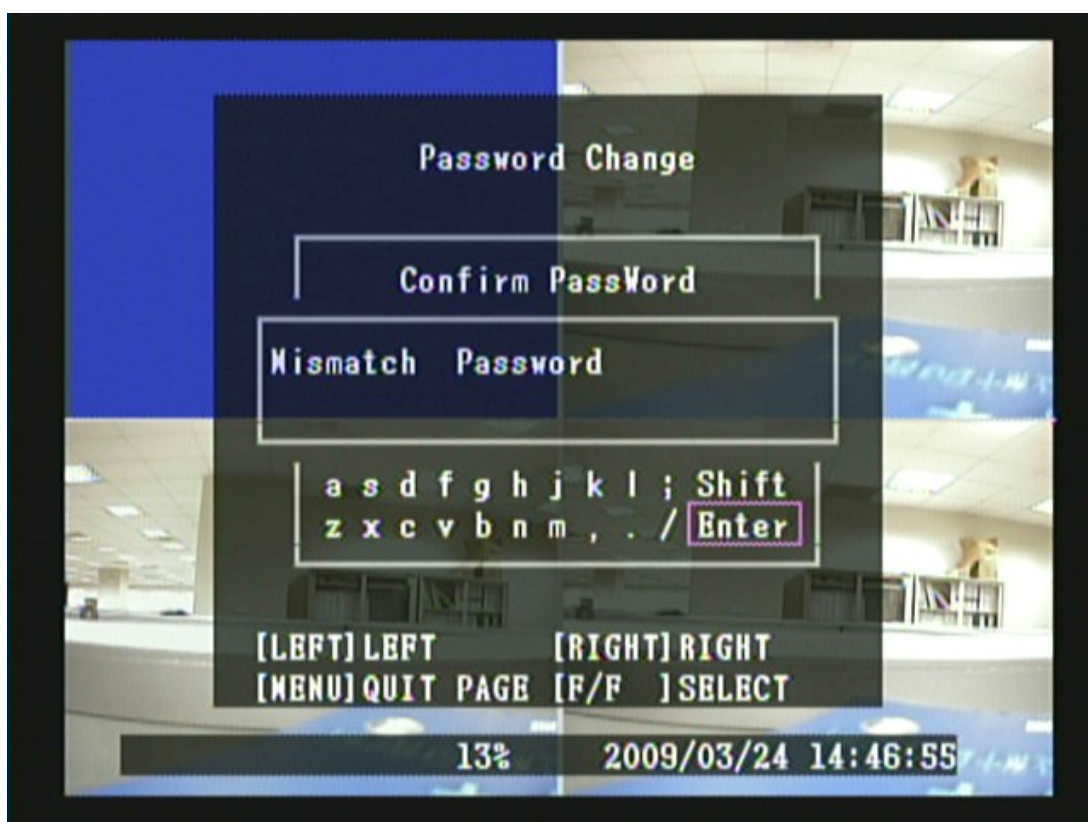 Password Change
Confirm PassWord
Mismatch Password
a s d f g h j k l ; Shift
z x c v b n m , . / Enter
[LEFT]LEFT [RIGHT]RIGHT
[MENU]QUIT PAGE [F/F ]SELECT
13% 2009/03/24 14:46:55